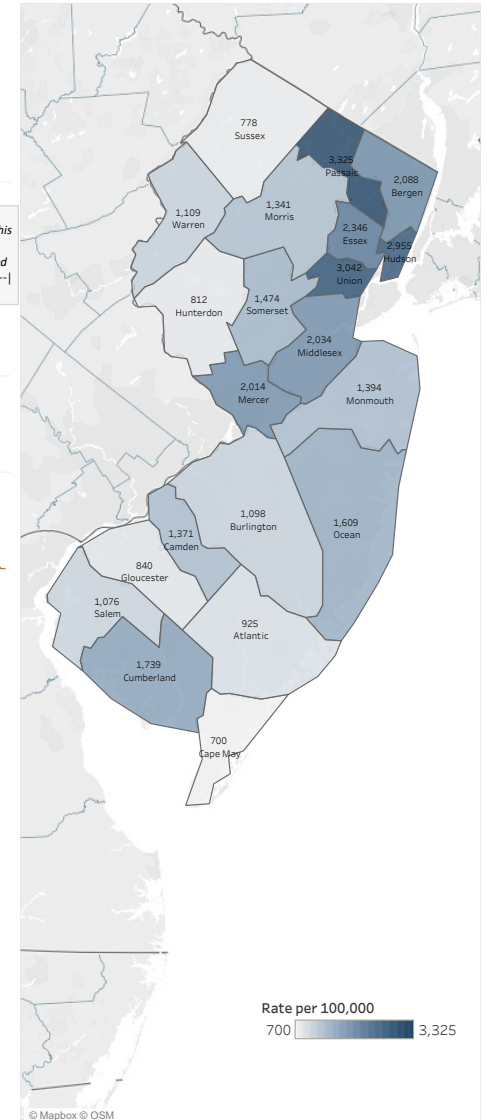 his
d
--|
778
Sussex
3,325
Passaic
2,088
Bergen
1,109
Warren
1,341
Morris
2,346
Essex
2,955
Hudson
3,042
Union
812
Hunterdon
1,474
Somerset
2,034
Middlesex
2,014
Mercer
1,394
Monmouth
1,098
Burlington
1,609
Ocean
1,371
Camden
840
Gloucester
1,076
Salem
925
Atlantic
1,739
Cumberland
700
Cape May
Rate per 100,000
700 3,325
© Mapbox © OSM